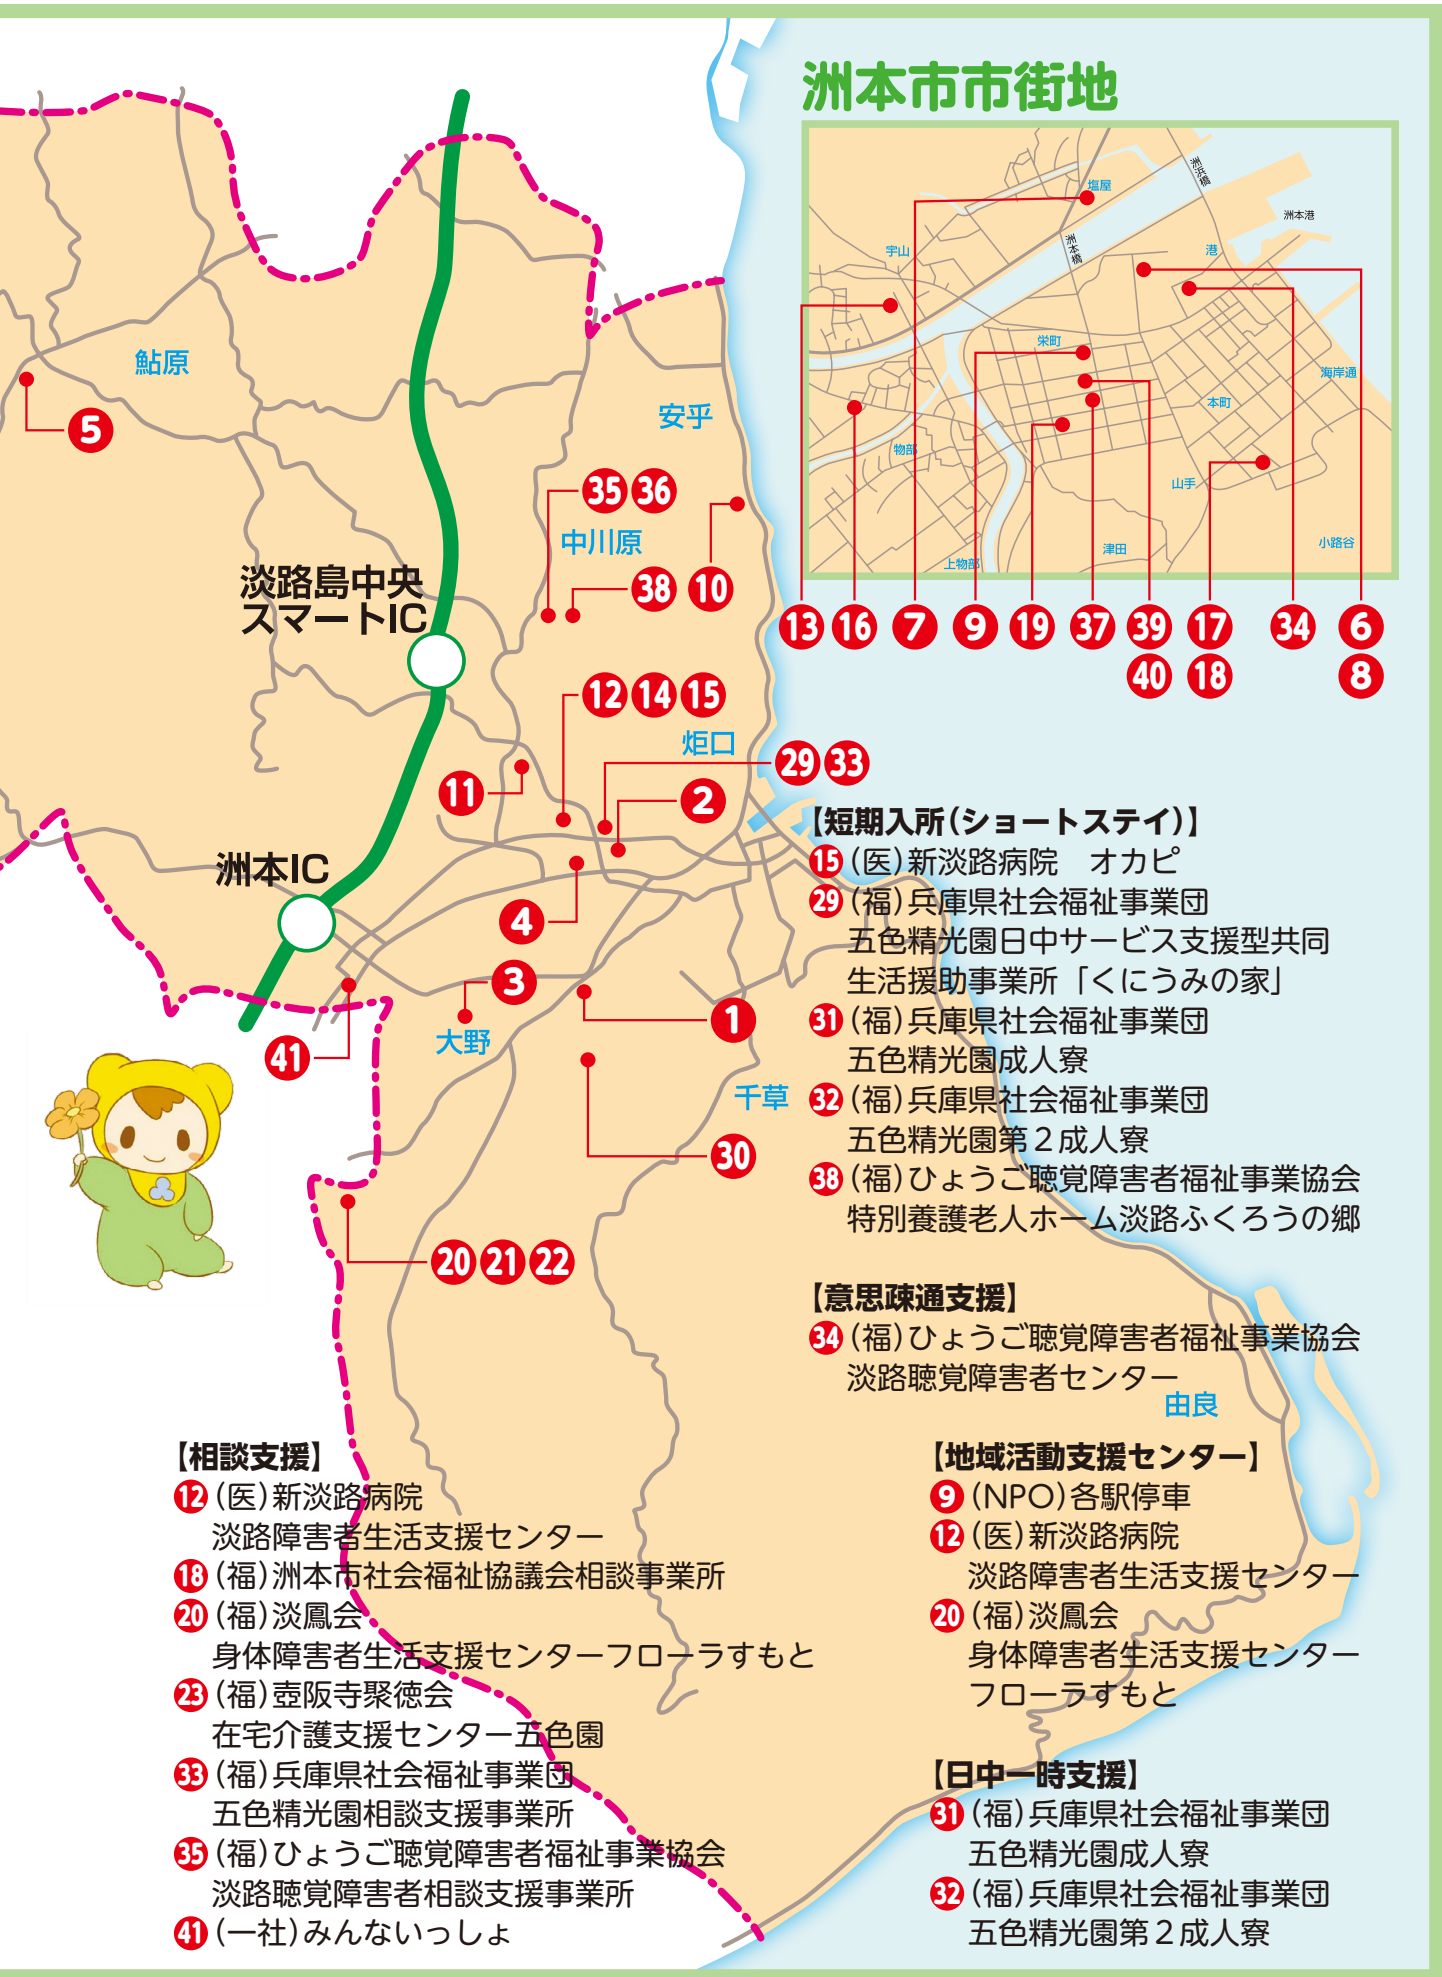 洲本市市街地
洲浜橋
塩屋
洲本港
洲本橋
港
宇山
栄町
海岸通
本町
物部
山手
津田
小路谷
上物部
13 16 7 9 19 37 39 17 34 6
40 18 8
鮎原
5
安乎
35 36
中川原
10
38
淡路島中央
スマートIC
12 14 15
炬口
29 33
11
2
洲本IC
4
3
1
大野
41
千草
30
20 21 22
由良
【短期入所(ショートステイ)】
15 (医)新淡路病院　オカピ
29 (福)兵庫県社会福祉事業団
五色精光園日中サービス支援型共同
生活援助事業所「くにうみの家」
31 (福)兵庫県社会福祉事業団
五色精光園成人寮
32 (福)兵庫県社会福祉事業団
五色精光園第２成人寮
38 (福)ひょうご聴覚障害者福祉事業協会
特別養護老人ホーム淡路ふくろうの郷
【意思疎通支援】
34 (福)ひょうご聴覚障害者福祉事業協会
淡路聴覚障害者センター
【相談支援】
12 (医)新淡路病院
淡路障害者生活支援センター
18 (福)洲本市社会福祉協議会相談事業所
20 (福)淡鳳会
身体障害者生活支援センターフローラすもと
23 (福)壺阪寺聚徳会
在宅介護支援センター五色園
33 (福)兵庫県社会福祉事業団
五色精光園相談支援事業所
35 (福)ひょうご聴覚障害者福祉事業協会
淡路聴覚障害者相談支援事業所
41 (一社)みんないっしょ
【地域活動支援センター】
9 (NPO)各駅停車
12 (医)新淡路病院
淡路障害者生活支援センター
20 (福)淡鳳会
身体障害者生活支援センター
フローラすもと
【日中一時支援】
31 (福)兵庫県社会福祉事業団
五色精光園成人寮
32 (福)兵庫県社会福祉事業団
五色精光園第２成人寮